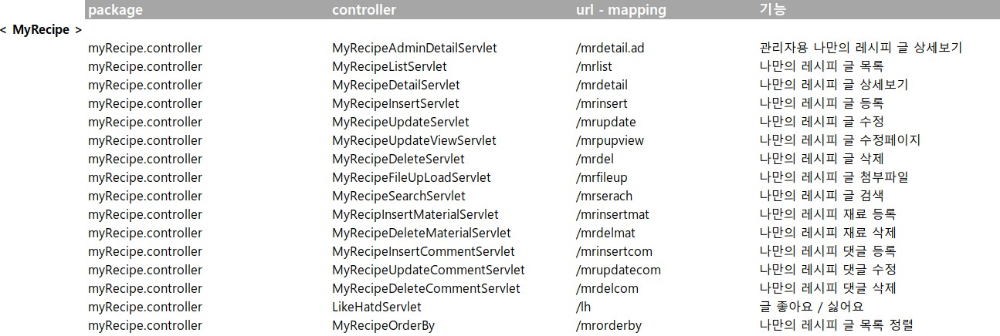 package controller url - mapping 기능
< MyRecipe >
myRecipe.controller MyRecipeAdminDetailServlet /mrdetail.ad 관리자용 나만의 레시피 글 상세보기
myRecipe.controller MyRecipeListServlet /mrlist 나만의 레시피 글 목록
myRecipe.controller MyRecipeDetailServlet /mrdetail 나만의 레시피 글 상세보기
myRecipe.controller MyRecipeInsertServlet /mrinsert 나만의 레시피 글 등록
myRecipe.controller MyRecipeUpdateServlet /mrupdate 나만의 레시피 글 수정
myRecipe.controller MyRecipeUpdateViewServlet /mrpupview 나만의 레시피 글 수정페이지
myRecipe.controller MyRecipeDeleteServlet /mrdel 나만의 레시피 글 삭제
myRecipe.controller MyRecipeFileUpLoadServlet /mrfileup 나만의 레시피 글 첨부파일
myRecipe.controller MyRecipeSearchServlet /mrserach 나만의 레시피 글 검색
myRecipe.controller MyRecipInsertMaterialServlet /mrinsertmat 나만의 레시피 재료 등록
myRecipe.controller MyRecipeDeleteMaterialServlet /mrdelmat 나만의 레시피 재료 삭제
myRecipe.controller MyRecipeInsertCommentServlet /mrinsertcom 나만의 레시피 댓글 등록
myRecipe.controller MyRecipeUpdateCommentServlet /mrupdatecom 나만의 레시피 댓글 수정
myRecipe.controller MyRecipeDeleteCommentServlet /mrdelcom 나만의 레시피 댓글 삭제
myRecipe.controller LikeHatdServlet /lh 글 좋아요 / 싫어요
myRecipe.controller MyRecipeOrderBy /mrorderby 나만의 레시피 글 목록 정렬